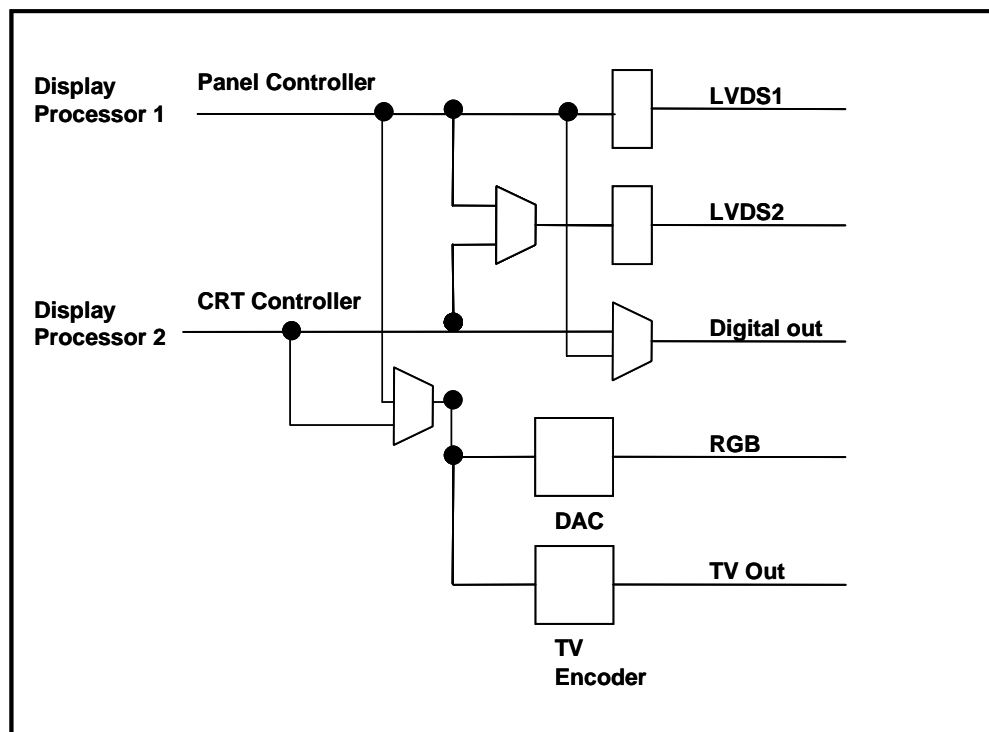 Display
Processor 1
Panel Controller
LVDS1
LVDS2
Display
Processor 2
CRT Controller
Digital out
RGB
DAC
TV Out
TV
Encoder